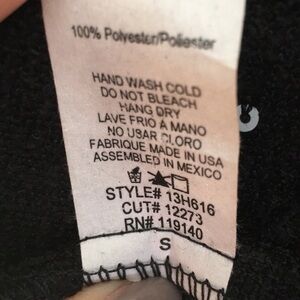 100% Polyester/Poliester
HAND WASH COLD
DO NOT BLEACH
HANG DRY
LAVE FRIO A MANO
NO USAR CLORO
FABRIQUE MADE IN USA
ASSEMBLED IN MEXICO
STYLE# 13H616
CUT# 12273
RN# 119140
S